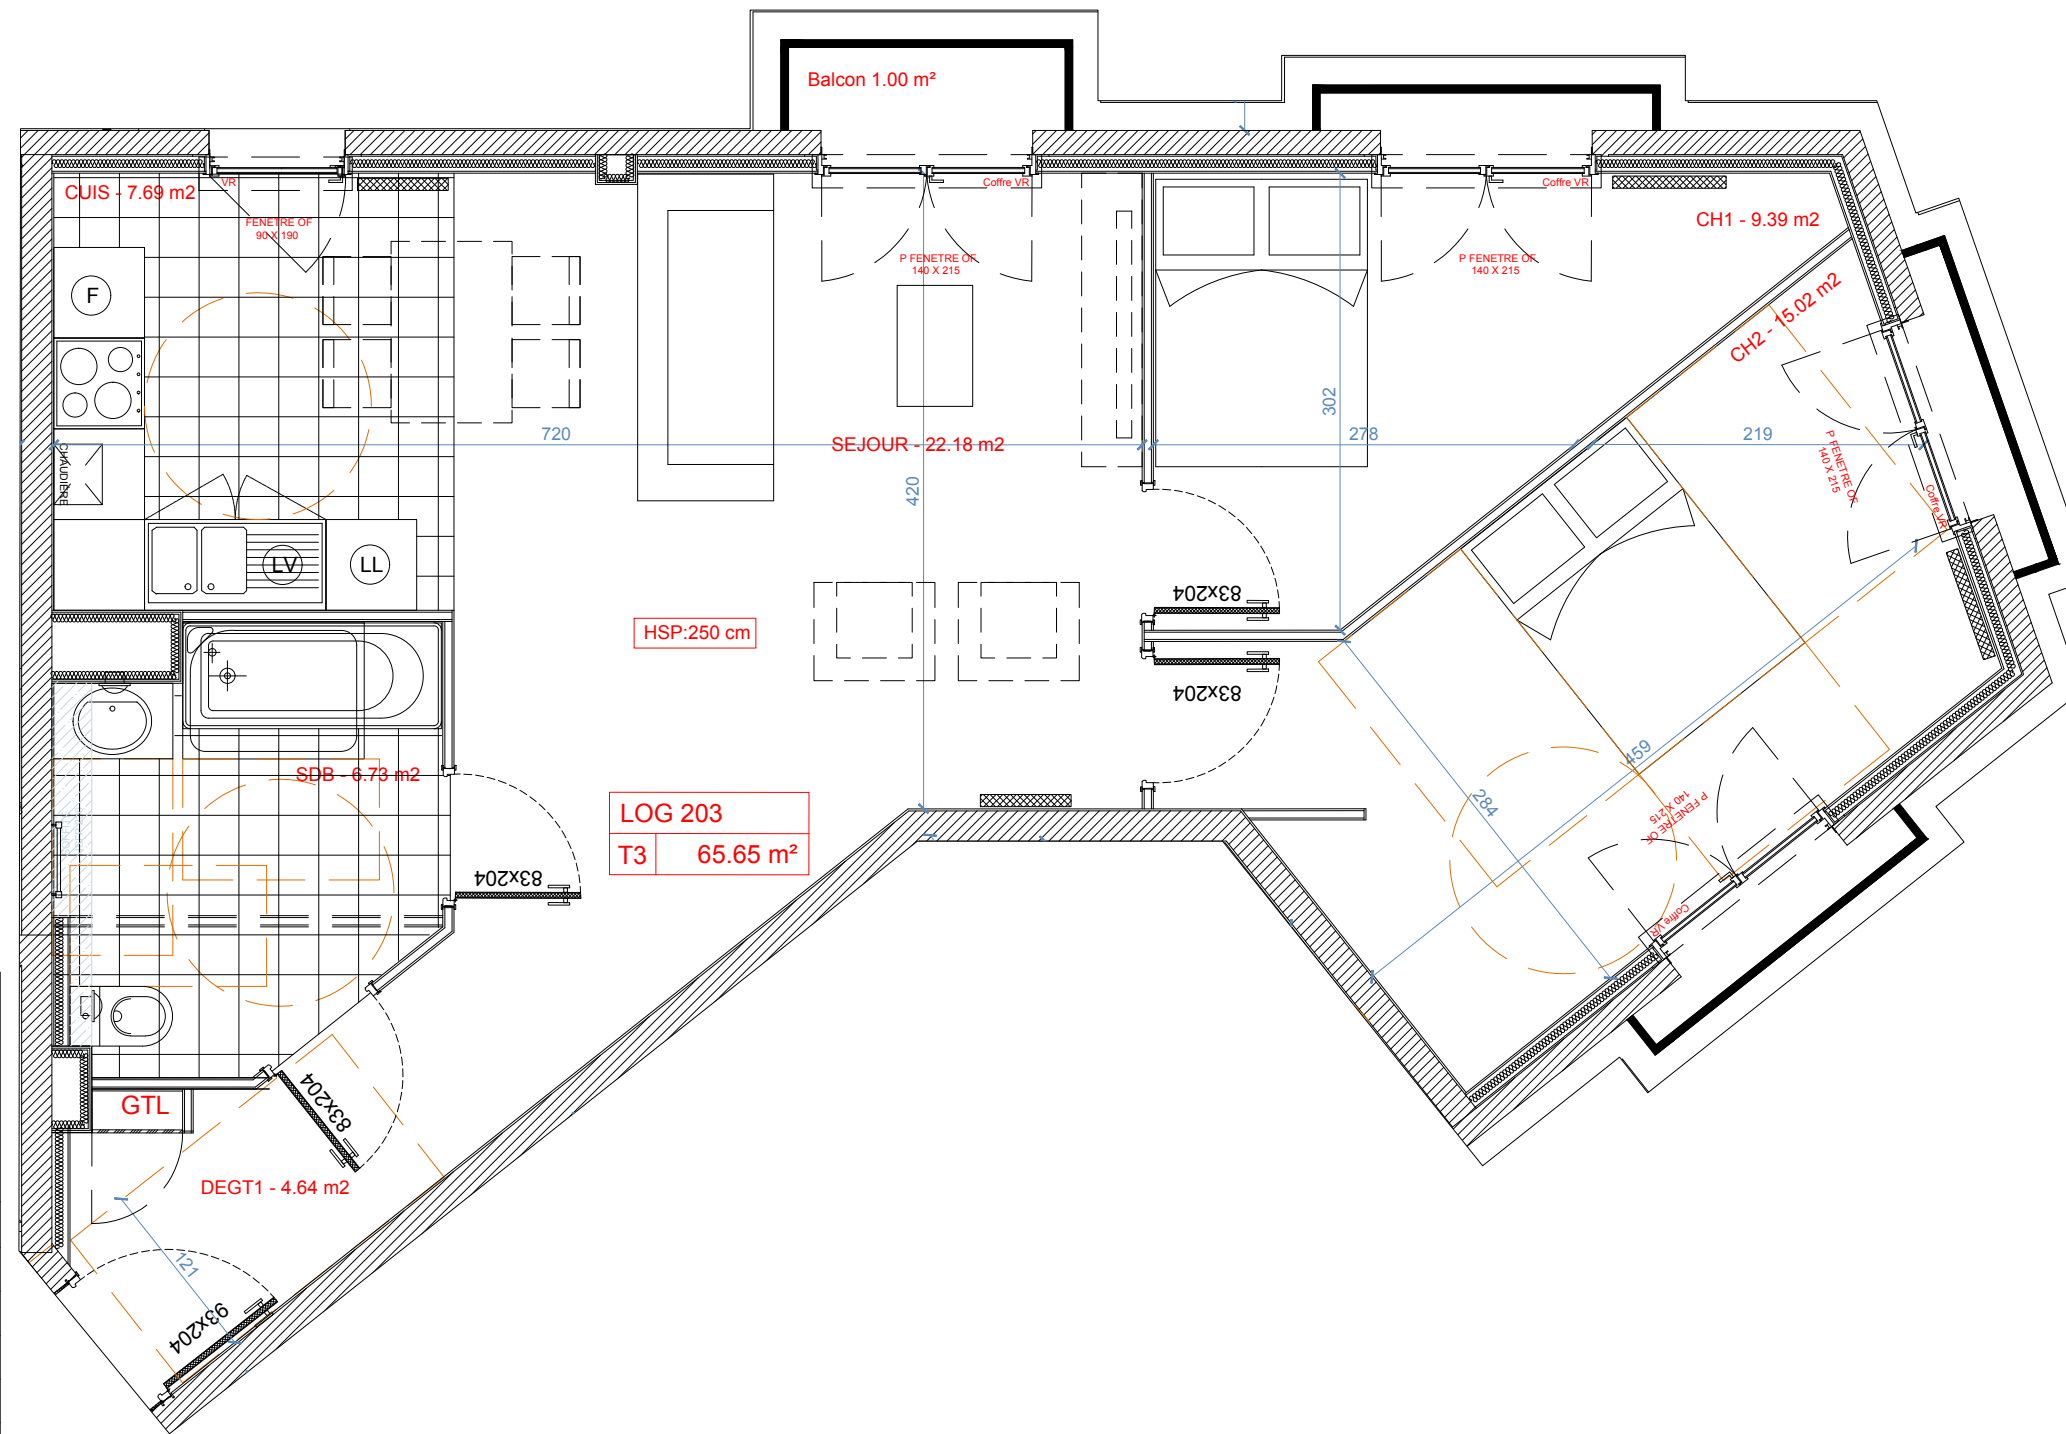 Balcon 1.00 m²
CUIS - 7.69 m2
VR
FENETRE OF
90 X 190
Coffre VR
P FENETRE OF
140 X 215
Coffre VR
P FENETRE OF
140 X 215
CH1 - 9.39 m2
CH2 - 15.02 m2
F
CHAUDIERE
LV
LL
720
SEJOUR - 22.18 m2
420
302
278
219
P FENETRE OF
140 X 215
Coffre VR
83x204
HSP:250 cm
83x204
SDB - 6.73 m2
LOG 203
T3 65.65 m²
83x204
459
284
P FENETRE OF
140 X 215
Coffre VR
GTL
83x204
DEGT1 - 4.64 m2
121
93x204